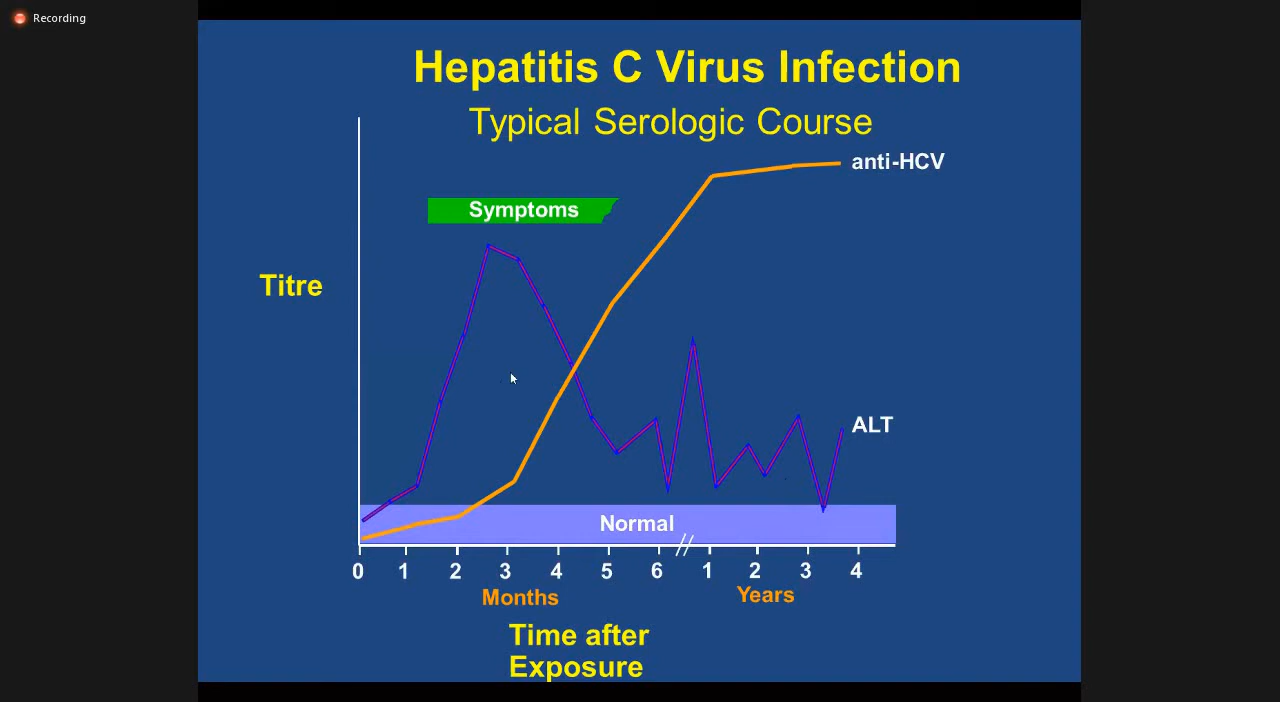 Recording
Hepatitis C Virus Infection
Typical Serologic Course
anti-HCV
Symptoms
Titre
ALT
Normal
0 1 2 3 4 5 6 1 2 3 4
Months Years
Time after
Exposure